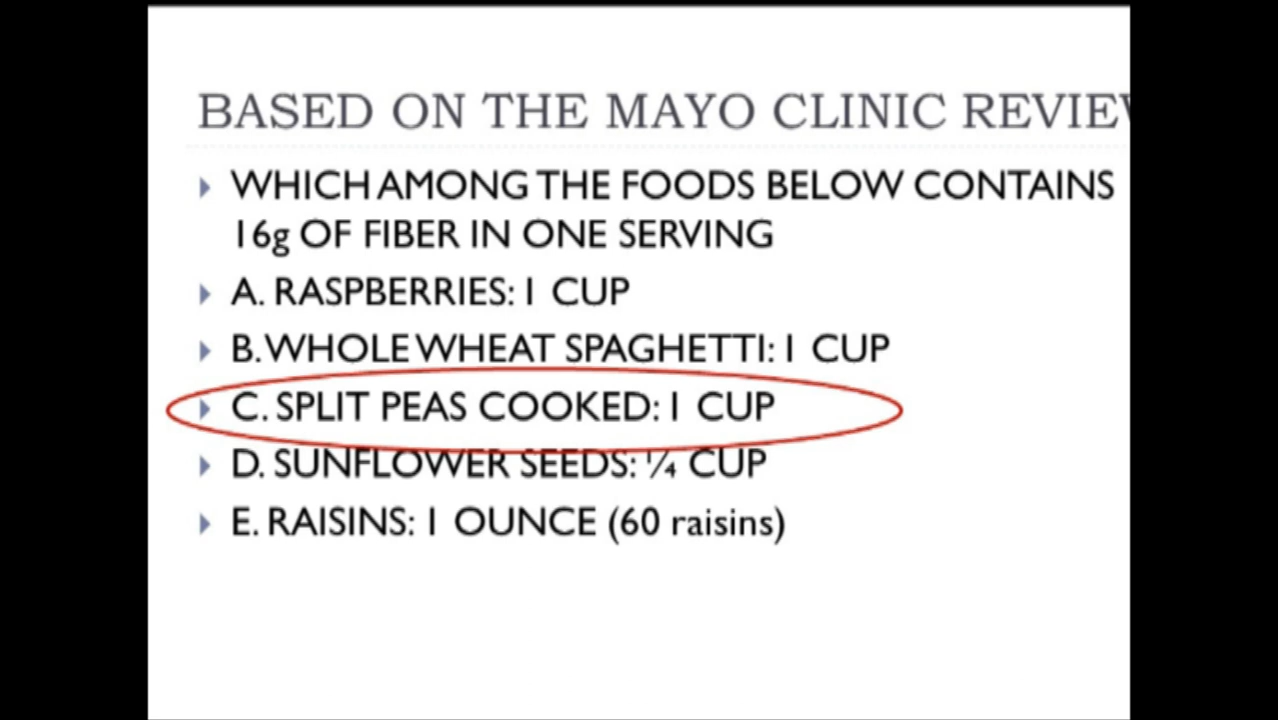 BASED ON THE MAYO CLINIC REVIEW
WHICH AMONG THE FOODS BELOW CONTAINS
16g OF FIBER IN ONE SERVING
A. RASPBERRIES: 1 CUP
B. WHOLE WHEAT SPAGHETTI: 1 CUP
C. SPLIT PEAS COOKED: 1 CUP
D. SUNFLOWER SEEDS: ¼ CUP
E. RAISINS: 1 OUNCE (60 raisins)